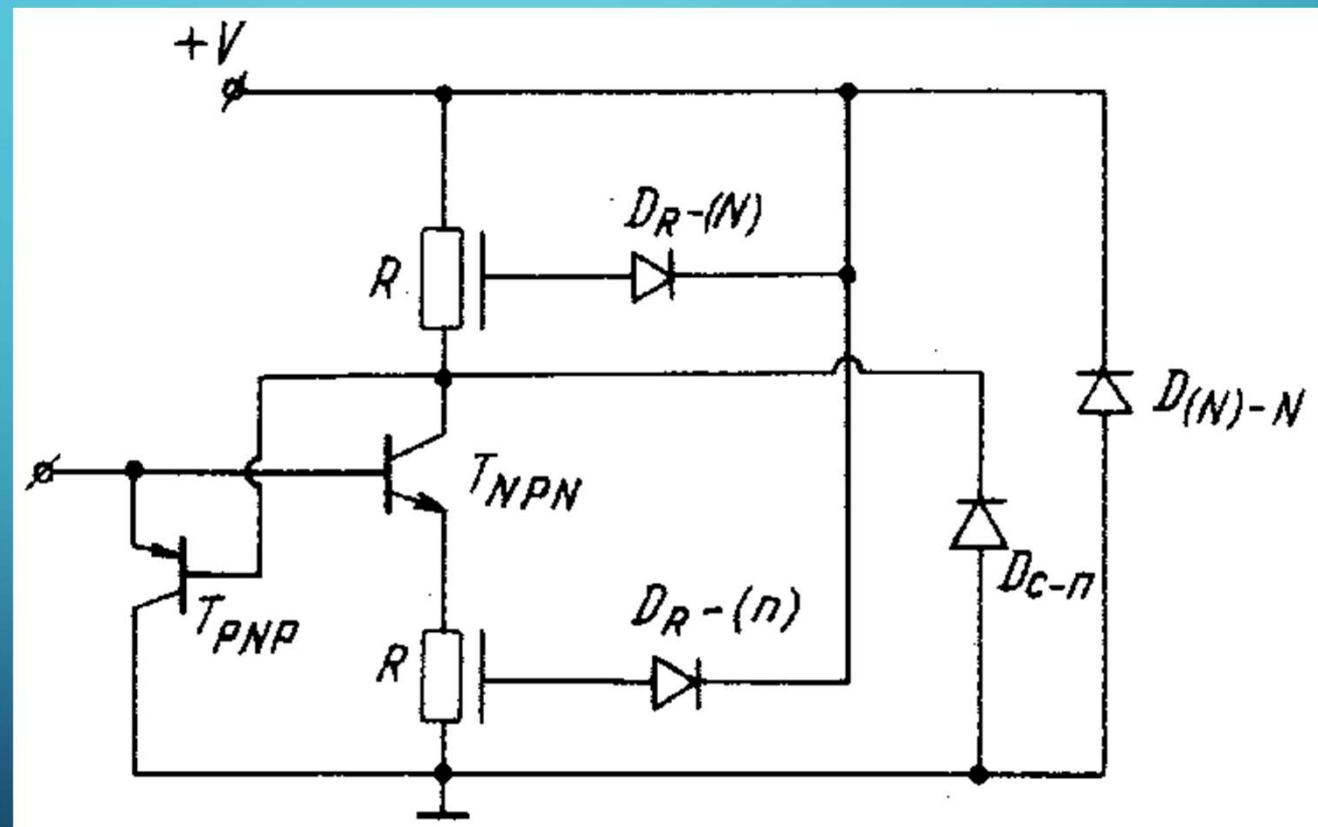 +V
D_R-(N)
R
T_NPN
D_(N)-N
D_C-n
T_PNP
D_R-(n)
R